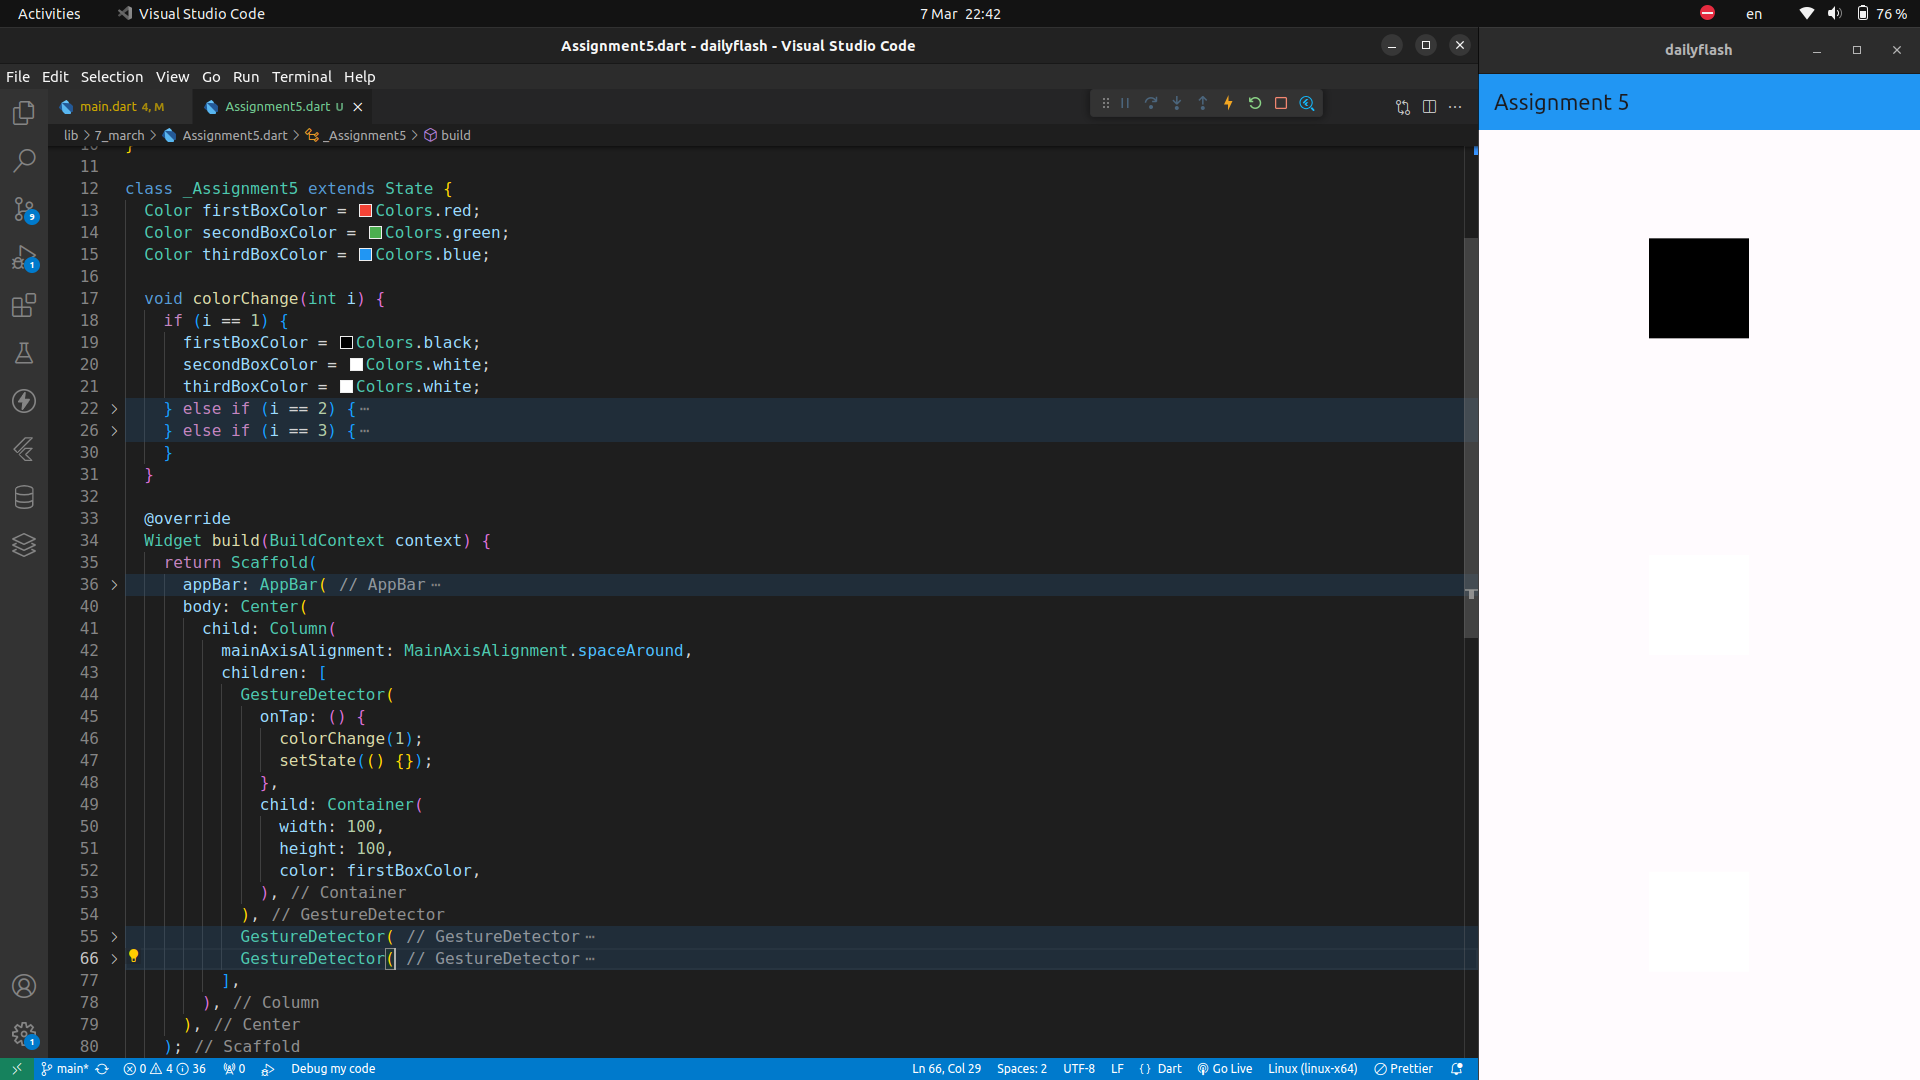 Activities Visual Studio Code 7 Mar 22:42 en 76 %
Assignment5.dart - dailyflash - Visual Studio Code
dailyflash
File Edit Selection View Go Run Terminal Help
main.dart 4, M Assignment5.dart U
Assignment 5
lib > 7_march > Assignment5.dart > _Assignment5 > build
10 }
11
12 class _Assignment5 extends State {
13 Color firstBoxColor = Colors.red;
14 Color secondBoxColor = Colors.green;
15 Color thirdBoxColor = Colors.blue;
16
17 void colorChange(int i) {
18 if (i == 1) {
19 firstBoxColor = Colors.black;
20 secondBoxColor = Colors.white;
21 thirdBoxColor = Colors.white;
22 } else if (i == 2) {⋯
26 } else if (i == 3) {⋯
30 }
31 }
32
33 @override
34 Widget build(BuildContext context) {
35 return Scaffold(
36 appBar: AppBar( // AppBar⋯
40 body: Center(
41 child: Column(
42 mainAxisAlignment: MainAxisAlignment.spaceAround,
43 children: [
44 GestureDetector(
45 onTap: () {
46 colorChange(1);
47 setState(() {});
48 },
49 child: Container(
50 width: 100,
51 height: 100,
52 color: firstBoxColor,
53 ), // Container
54 ), // GestureDetector
55 GestureDetector( // GestureDetector⋯
66 GestureDetector( // GestureDetector⋯
77 ],
78 ), // Column
79 ), // Center
80 ); // Scaffold
9
1
1
main* 0 4 36 0 Debug my code Ln 66, Col 29 Spaces: 2 UTF-8 LF {} Dart Go Live Linux (linux-x64) Prettier